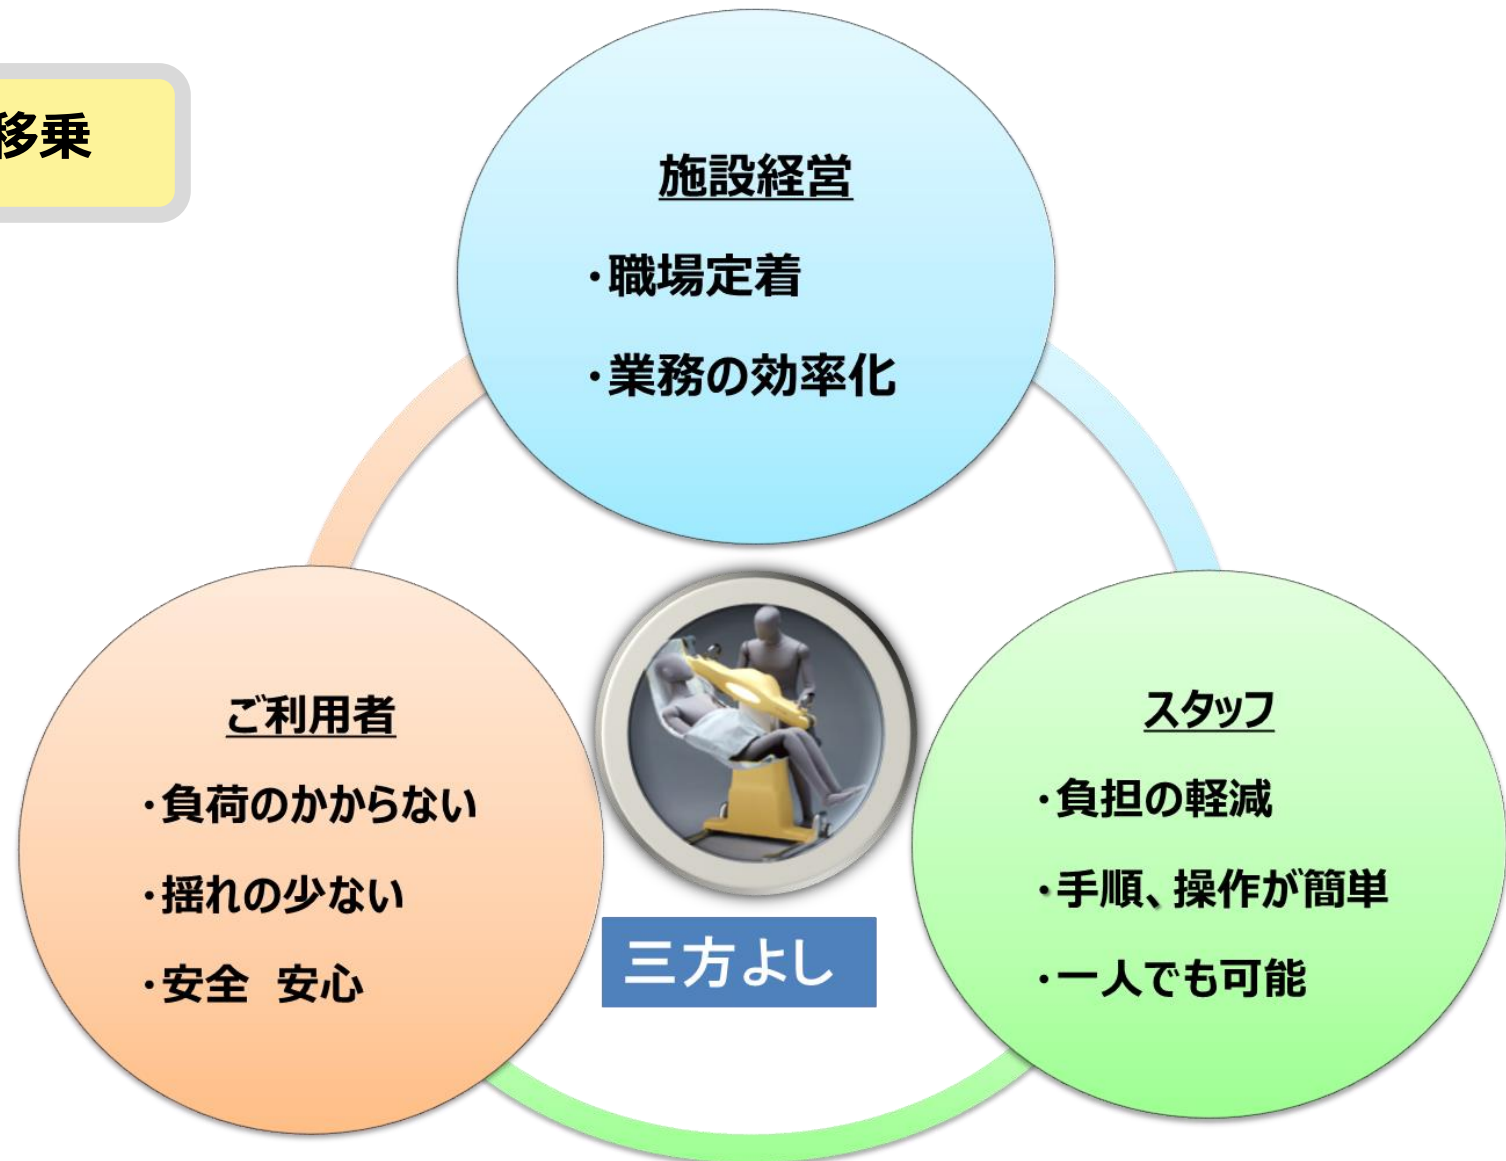 移乗
施設経営
・職場定着
・業務の効率化
ご利用者
・負荷のかからない
・揺れの少ない
・安全 安心
三方よし
スタッフ
・負担の軽減
・手順、操作が簡単
・一人でも可能